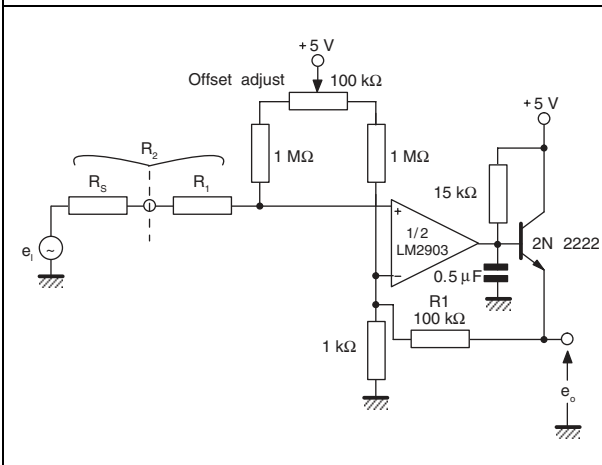 +5 V
Offset adjust 100 kΩ
+5 V
R2
1 MΩ 1 MΩ
15 kΩ
RS R1
+
1/2
LM2903
2N 2222
eI
~
−
0.5 μF
R1
100 kΩ
1 kΩ
eo